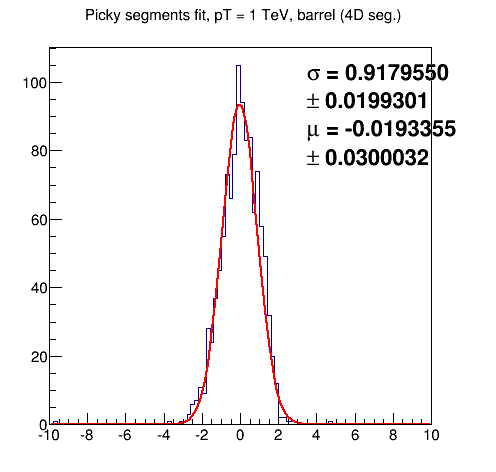 Picky segments fit, pT = 1 TeV, barrel (4D seg.)
σ = 0.9179550
± 0.0199301
μ = -0.0193355
± 0.0300032
100
80
60
40
20
0
-10 -8 -6 -4 -2 0 2 4 6 8 10